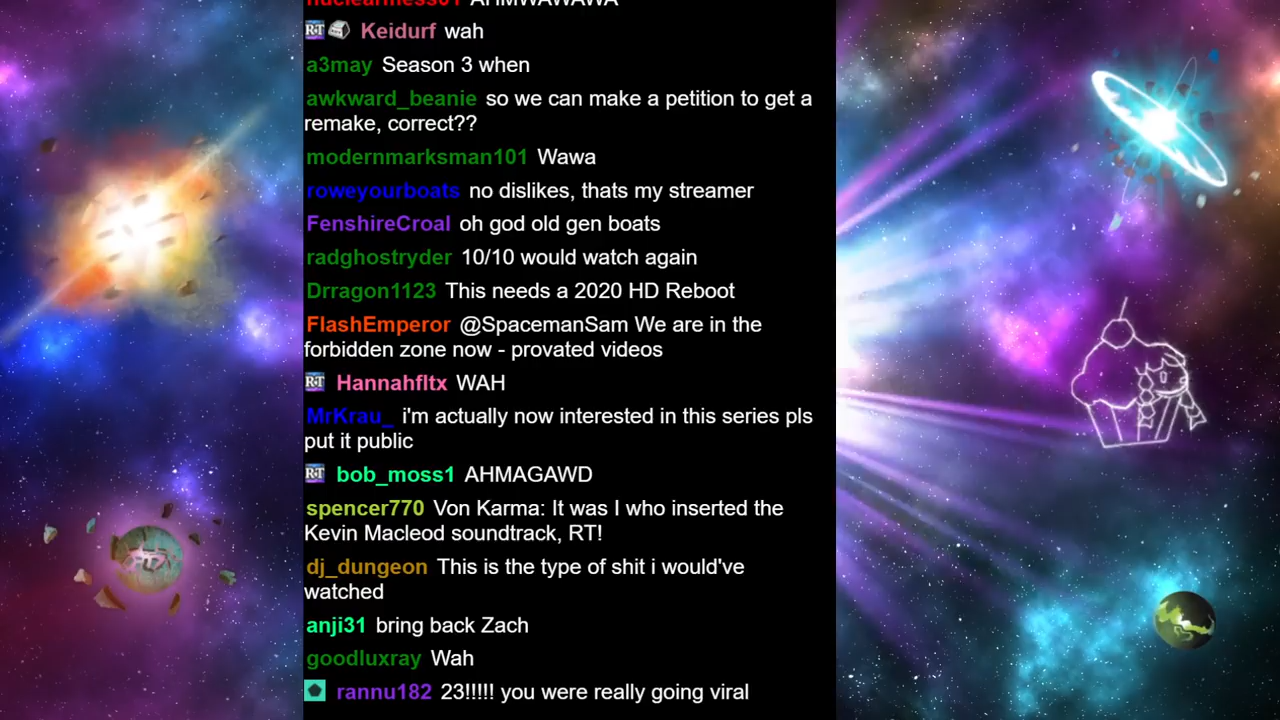 nuclearmess01 AHMWAWAWA
RT Keidurf wah
a3may Season 3 when
awkward_beanie so we can make a petition to get a
remake, correct??
modernmarksman101 Wawa
roweyourboats no dislikes, thats my streamer
FenshireCroal oh god old gen boats
radghostryder 10/10 would watch again
Drragon1123 This needs a 2020 HD Reboot
FlashEmperor @SpacemanSam We are in the
forbidden zone now - provated videos
RT Hannahfltx WAH
MrKrau_ i'm actually now interested in this series pls
put it public
RT bob_moss1 AHMAGAWD
spencer770 Von Karma: It was I who inserted the
Kevin Macleod soundtrack, RT!
dj_dungeon This is the type of shit i would've
watched
anji31 bring back Zach
goodluxray Wah
rannu182 23!!!!! you were really going viral